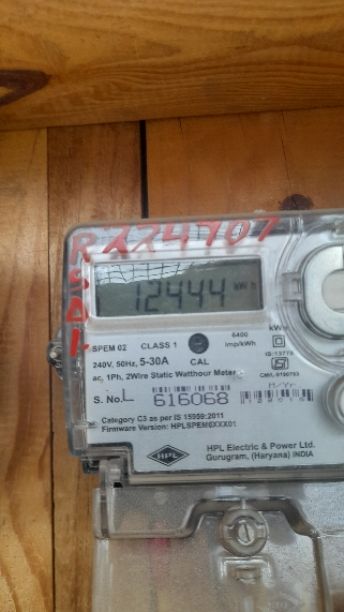 R224707
SDK
12444 kWh
SPEM 02 CLASS 1 6400 imp/kWh
240V, 50Hz, 5-30A CAL
IS:13779
ac, 1Ph, 2Wire Static Watthour Meter
S. No. L 616068
Category C3 as per IS 15959:2011
Firmware Version: HPLSPEM0XXX01
HPL
HPL Electric & Power Ltd.
Gurugram, (Haryana) INDIA